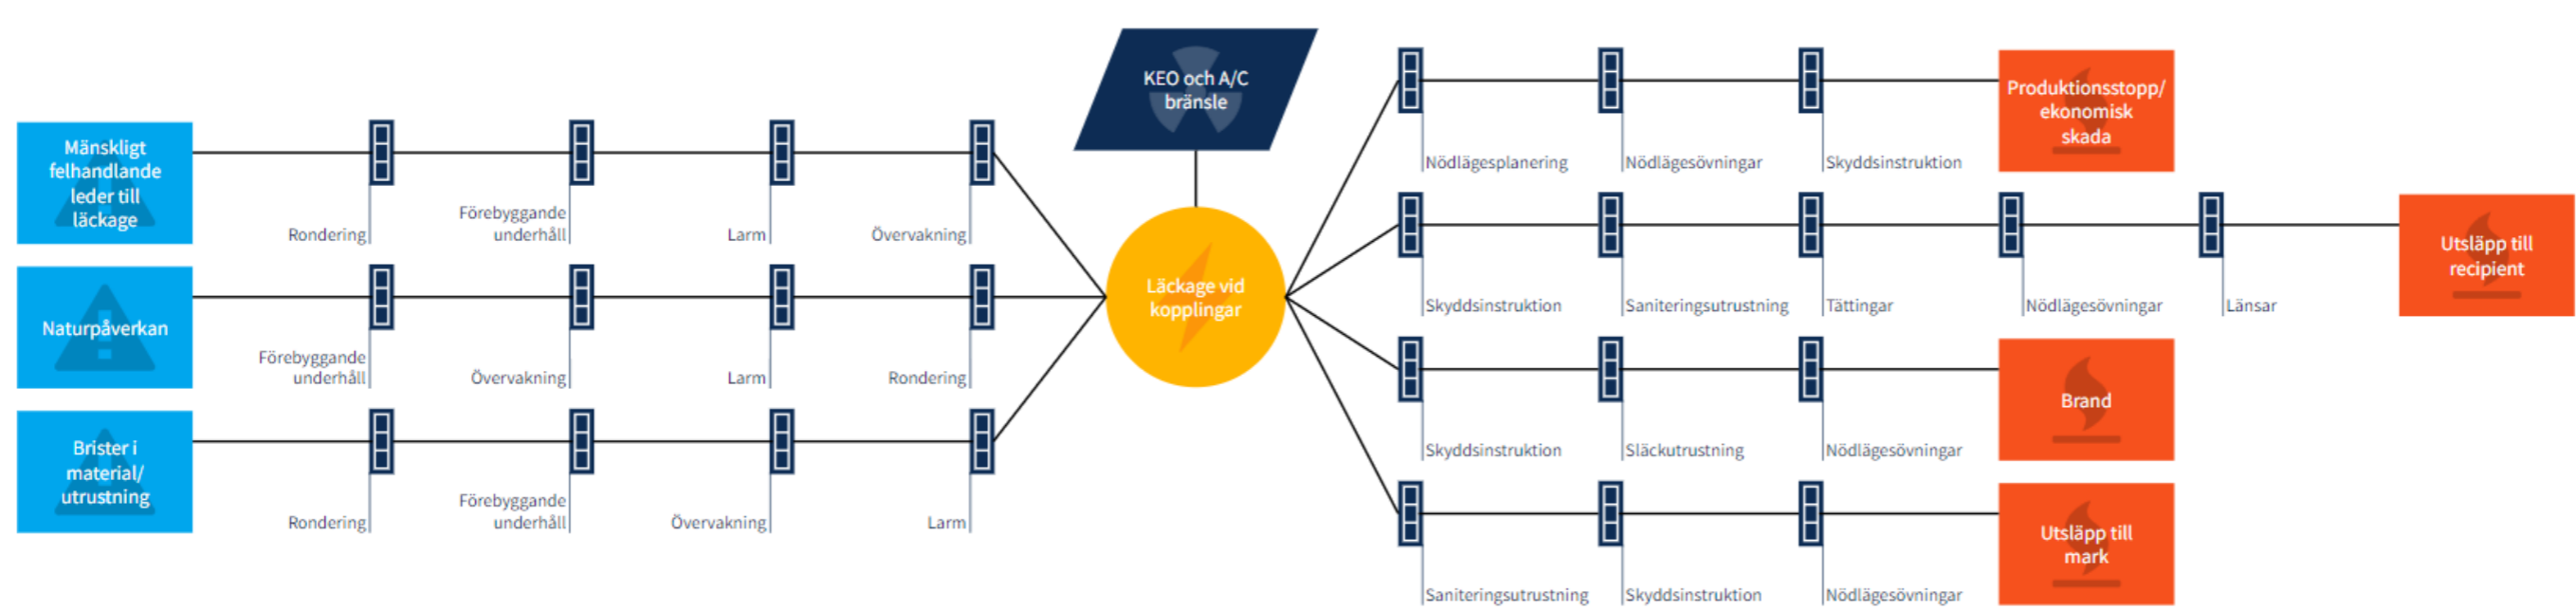 KEO och A/C
bränsle
Läckage vid
kopplingar
Mänskligt
felhandlande
leder till
läckage
Rondering
Förebyggande
underhåll
Larm
Övervakning
Naturpåverkan
Förebyggande
underhåll
Övervakning
Larm
Rondering
Brister i
material/
utrustning
Rondering
Förebyggande
underhåll
Övervakning
Larm
Nödlägesplanering
Nödlägesövningar
Skyddsinstruktion
Produktionsstopp/
ekonomisk
skada
Skyddsinstruktion
Saniteringsutrustning
Tättingar
Nödlägesövningar
Länsar
Utsläpp till
recipient
Skyddsinstruktion
Släckutrustning
Nödlägesövningar
Brand
Saniteringsutrustning
Skyddsinstruktion
Nödlägesövningar
Utsläpp till
mark